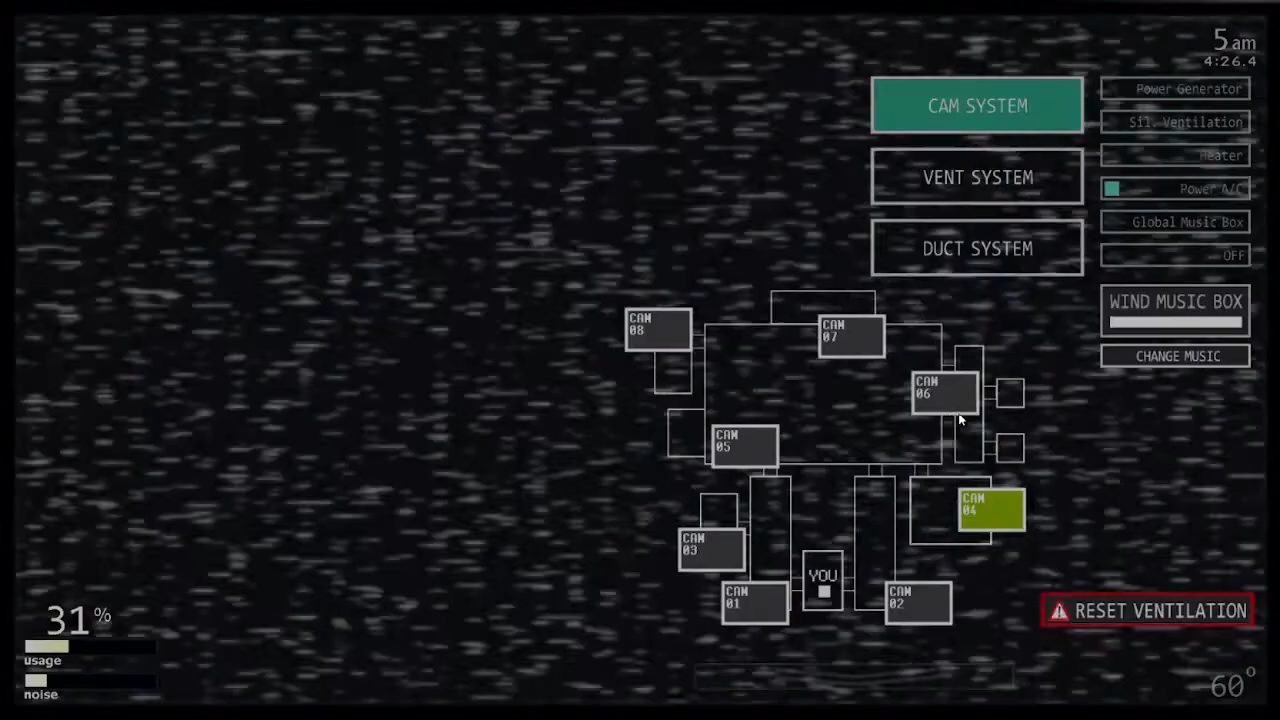 5 am
4:26.4
Power Generator
CAM SYSTEM
Sil. Ventilation
Heater
VENT SYSTEM
Power A/C
Global Music Box
DUCT SYSTEM
OFF
WIND MUSIC BOX
CAM
08
CAM
07
CHANGE MUSIC
CAM
06
CAM
05
CAM
04
CAM
03
YOU
CAM
01
CAM
02
RESET VENTILATION
31 %
usage
noise
60°